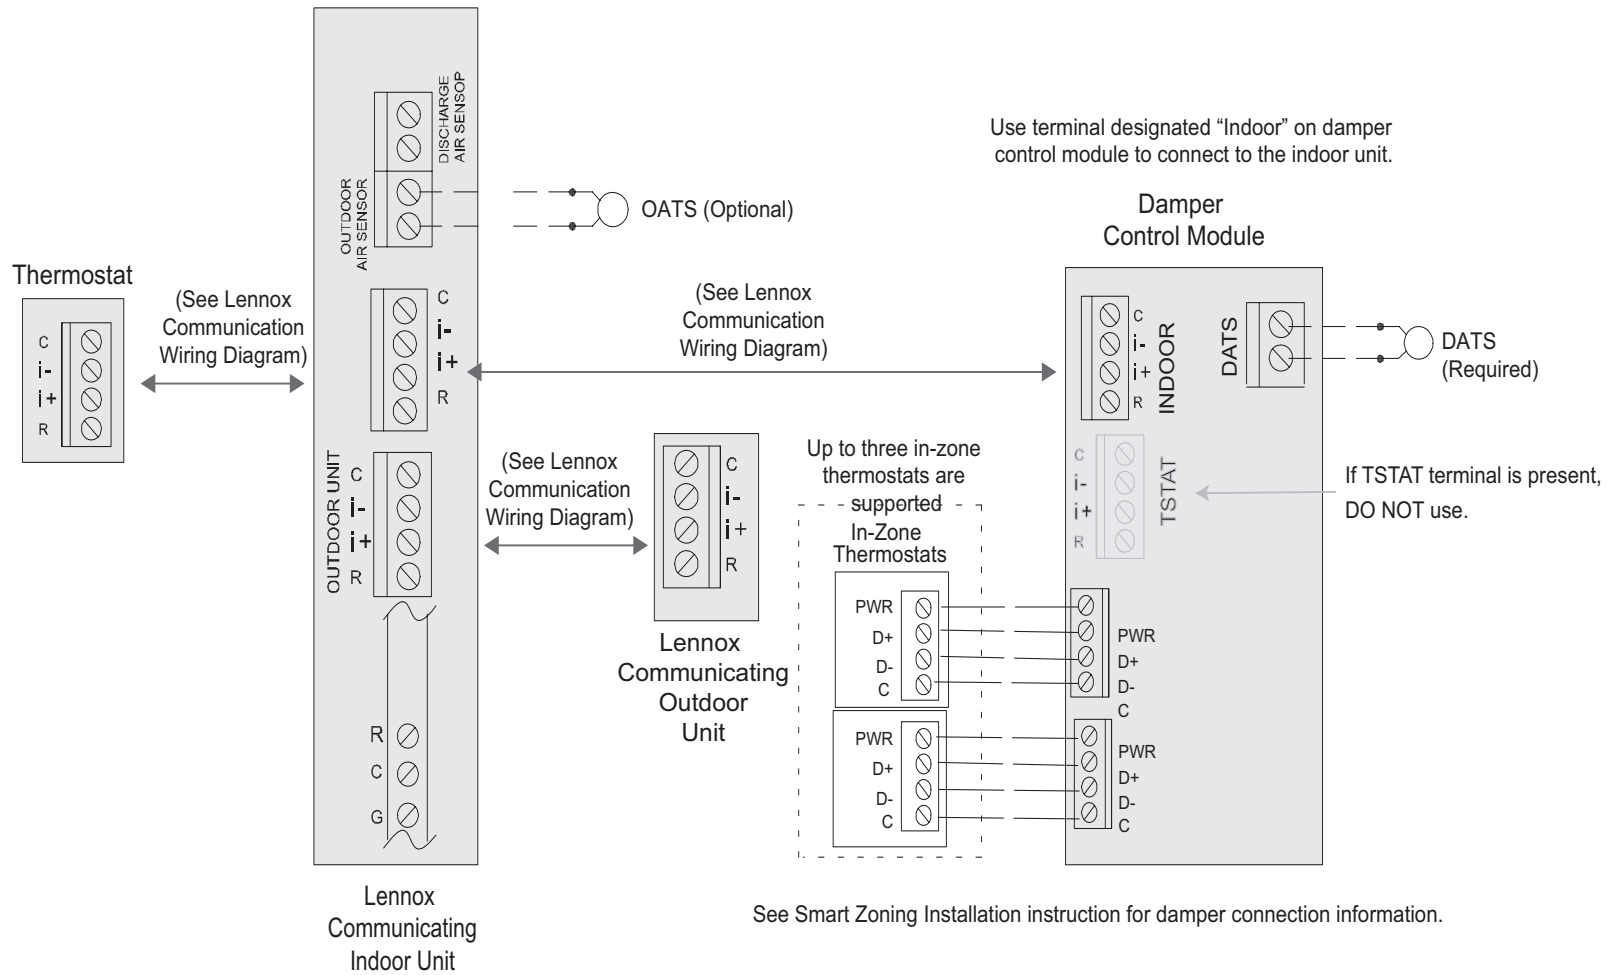 DISCHARGE
AIR SENSOP
OUTDOOR
AIR SENSOR
OATS (Optional)
Use terminal designated “Indoor” on damper
control module to connect to the indoor unit.
Damper
Control Module
Thermostat
C
i-
i+
R
(See Lennox
Communication
Wiring Diagram)
C
i-
i+
R
(See Lennox
Communication
Wiring Diagram)
C
i-
i+
R
INDOOR
DATS
DATS
(Required)
OUTDOOR UNIT
C
i-
i+
R
(See Lennox
Communication
Wiring Diagram)
C
i-
i+
R
Lennox
Communicating
Outdoor
Unit
Up to three in-zone
thermostats are
supported
In-Zone
Thermostats
C
i-
i+
R
TSTAT
If TSTAT terminal is present,
DO NOT use.
PWR
D+
D-
C
PWR
D+
D-
C
PWR
D+
D-
C
PWR
D+
D-
C
R
C
G
Lennox
Communicating
Indoor Unit
See Smart Zoning Installation instruction for damper connection information.